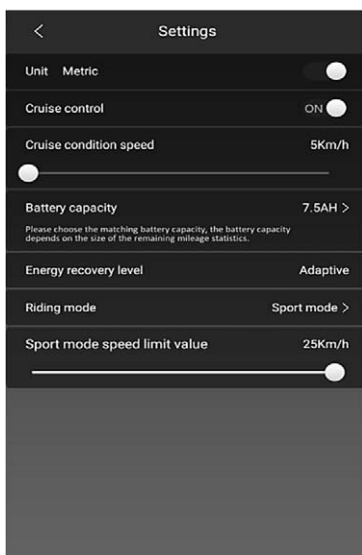 Settings
Unit Metric
Cruise control ON
Cruise condition speed 5Km/h
Battery capacity 7.5AH >
Please choose the matching battery capacity, the battery capacity
depends on the size of the remaining mileage statistics.
Energy recovery level Adaptive
Riding mode Sport mode >
Sport mode speed limit value 25Km/h